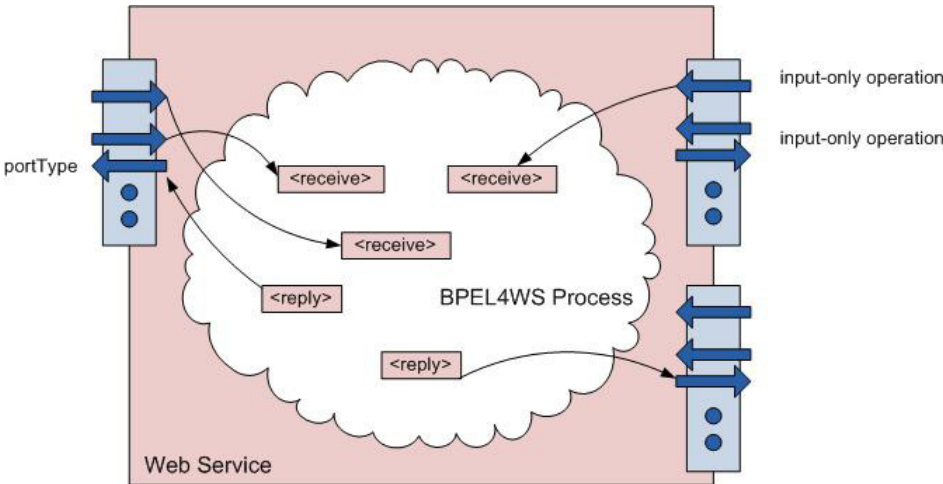 input-only operation
input-only operation
portType
<receive>
<receive>
<receive>
<reply>
BPEL4WS Process
<reply>
Web Service